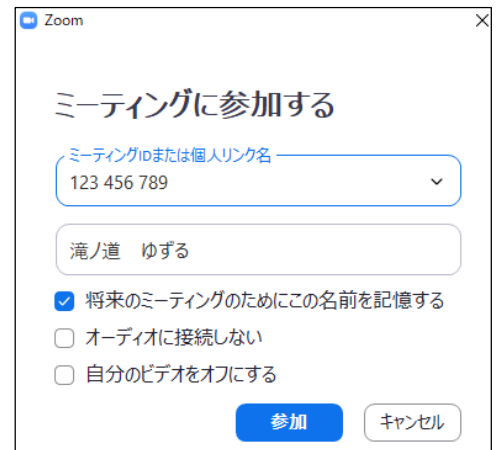 Zoom
ミーティングに参加する
ミーティングIDまたは個人リンク名
123 456 789
滝ノ道　ゆずる
将来のミーティングのためにこの名前を記憶する
オーディオに接続しない
自分のビデオをオフにする
参加 キャンセル